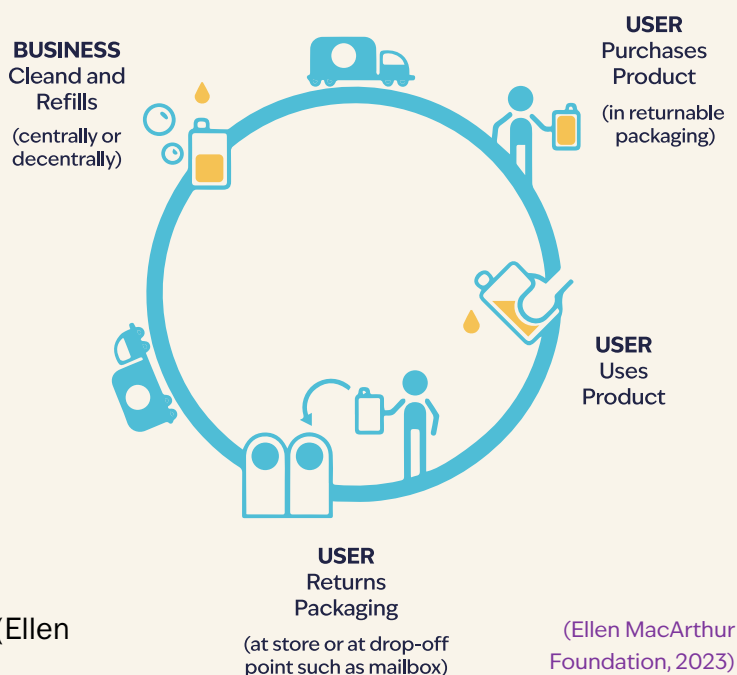 BUSINESS
Cleand and
Refills
(centrally or
decentrally)
USER
Purchases
Product
(in returnable
packaging)
USER
Uses
Product
USER
Returns
Packaging
(at store or at drop-off
point such as mailbox)
(Ellen
(Ellen MacArthur
Foundation, 2023)